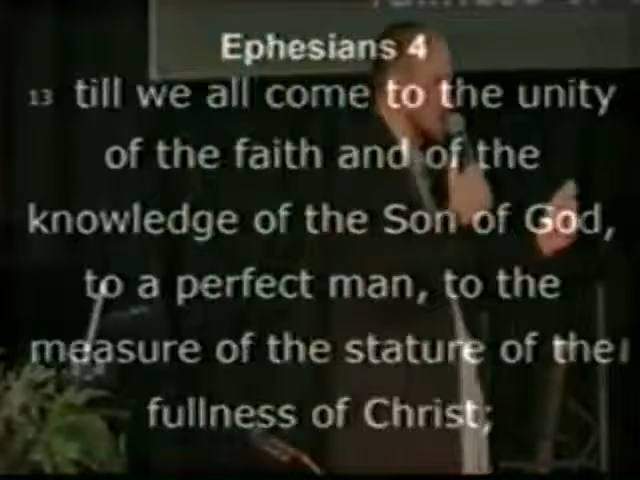 Ephesians 4
13 till we all come to the unity
of the faith and of the
knowledge of the Son of God,
to a perfect man, to the
measure of the stature of the
fullness of Christ;